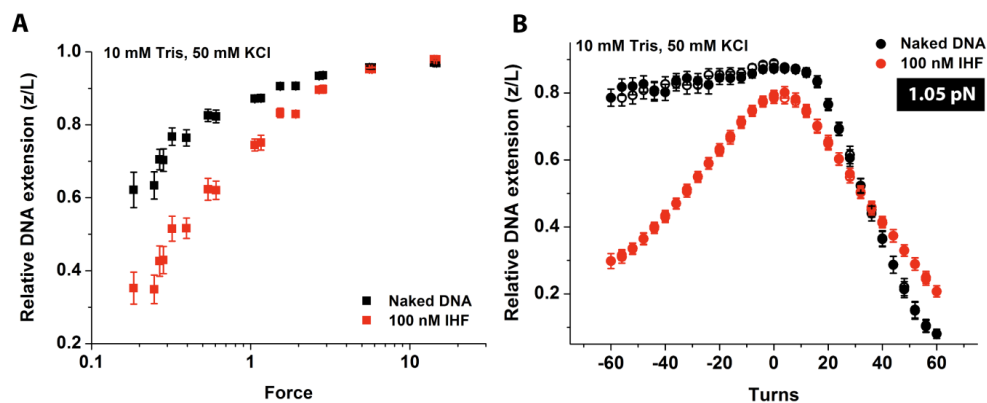 A
10 mM Tris, 50 mM KCl
Relative DNA extension (z/L)
1.0
0.8
0.6
0.4
0.2
0.1
1
10
Force
Naked DNA
100 nM IHF
B
10 mM Tris, 50 mM KCl
Naked DNA
100 nM IHF
1.05 pN
Relative DNA extension (z/L)
1.0
0.8
0.6
0.4
0.2
-60
-40
-20
0
20
40
60
Turns